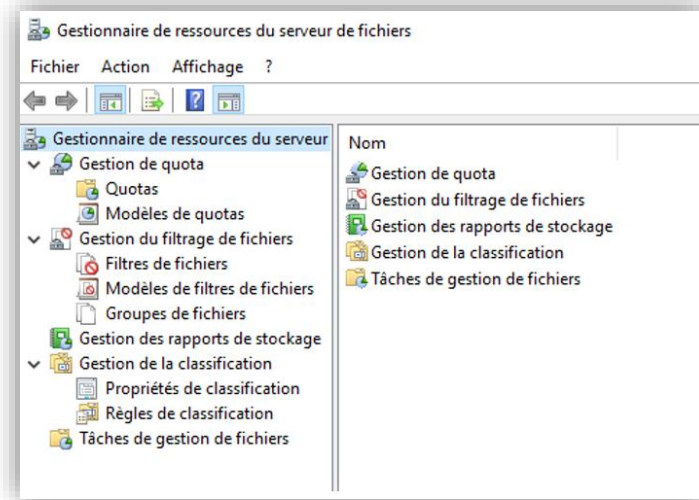 Gestionnaire de ressources du serveur de fichiers
Fichier Action Affichage ?
Gestionnaire de ressources du serveur
Gestion de quota
Quotas
Modèles de quotas
Gestion du filtrage de fichiers
Filtres de fichiers
Modèles de filtres de fichiers
Groupes de fichiers
Gestion des rapports de stockage
Gestion de la classification
Propriétés de classification
Règles de classification
Tâches de gestion de fichiers
Nom
Gestion de quota
Gestion du filtrage de fichiers
Gestion des rapports de stockage
Gestion de la classification
Tâches de gestion de fichiers